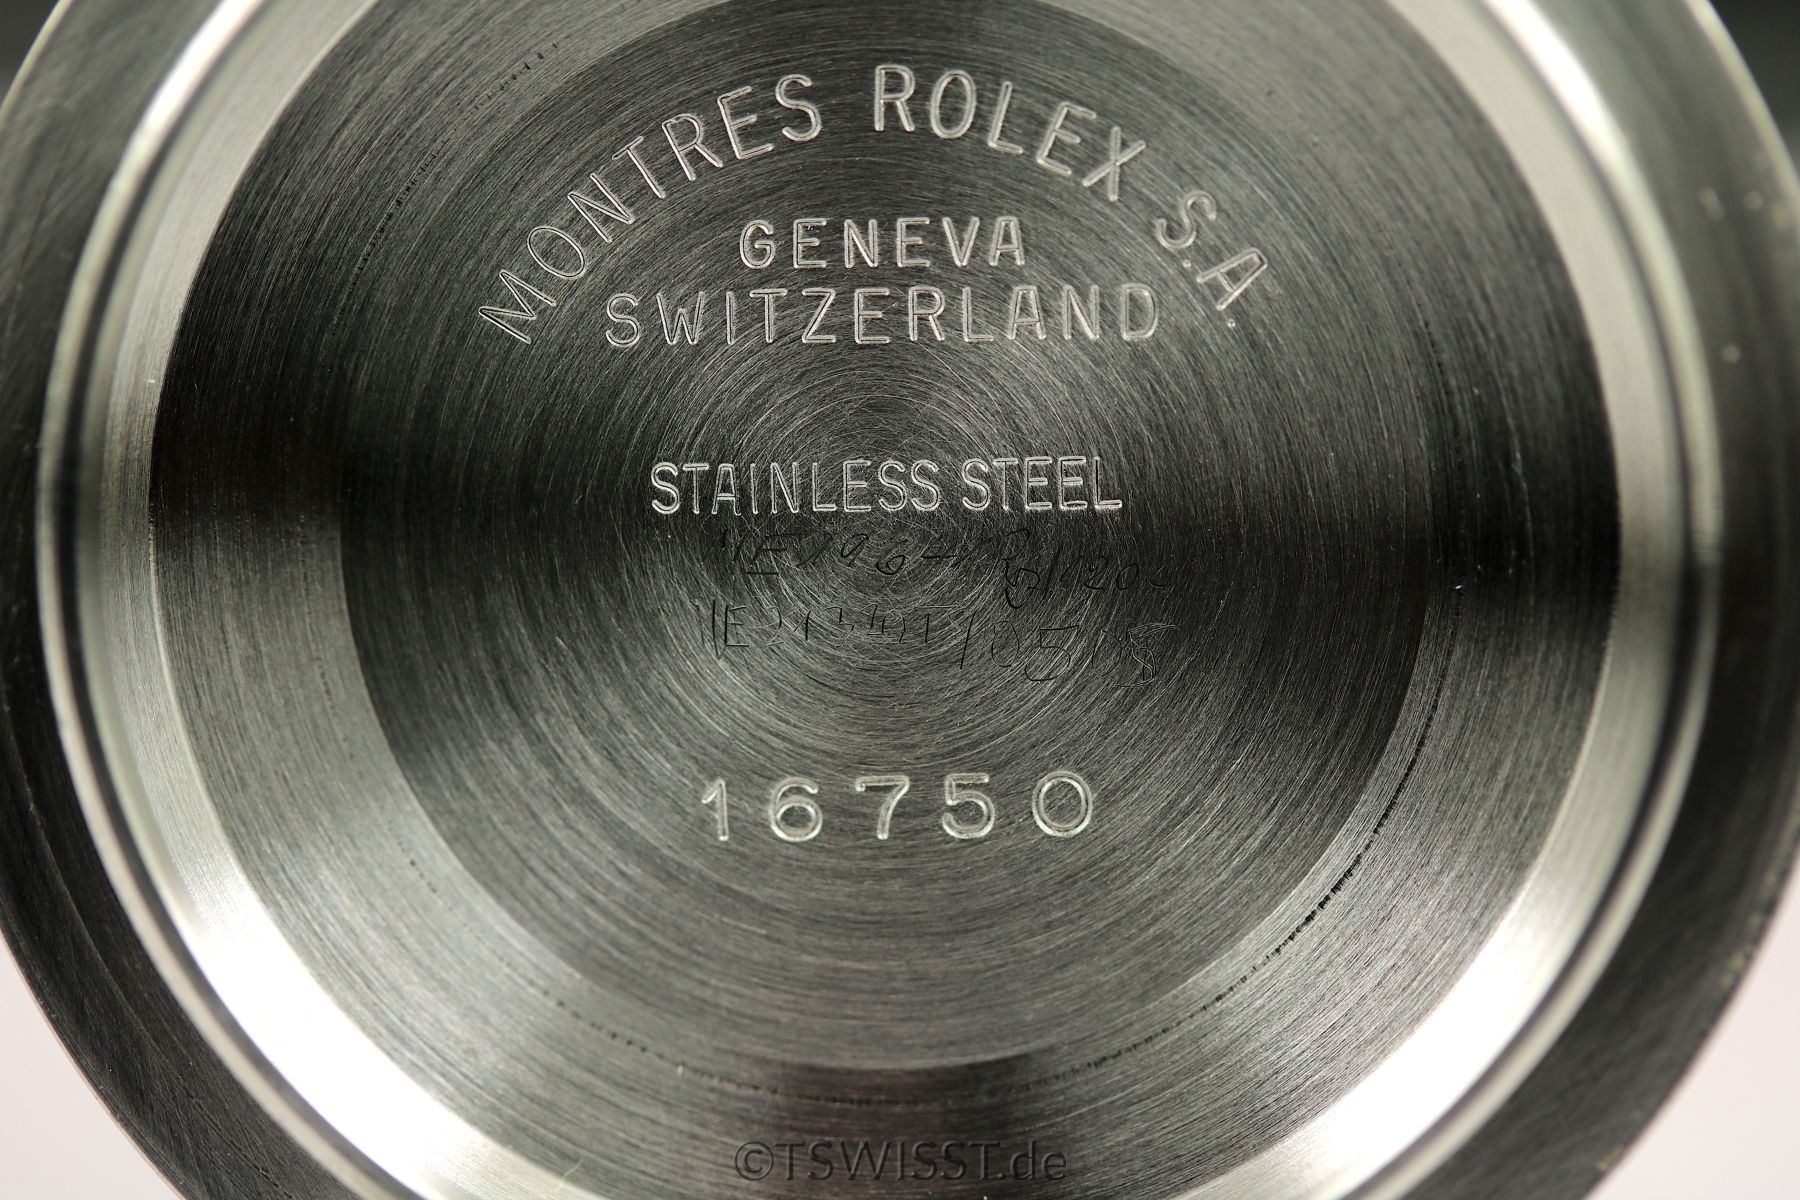 MONTRES ROLEX S.A.
GENEVA
SWITZERLAND
STAINLESS STEEL
16750
©TSWISST.de